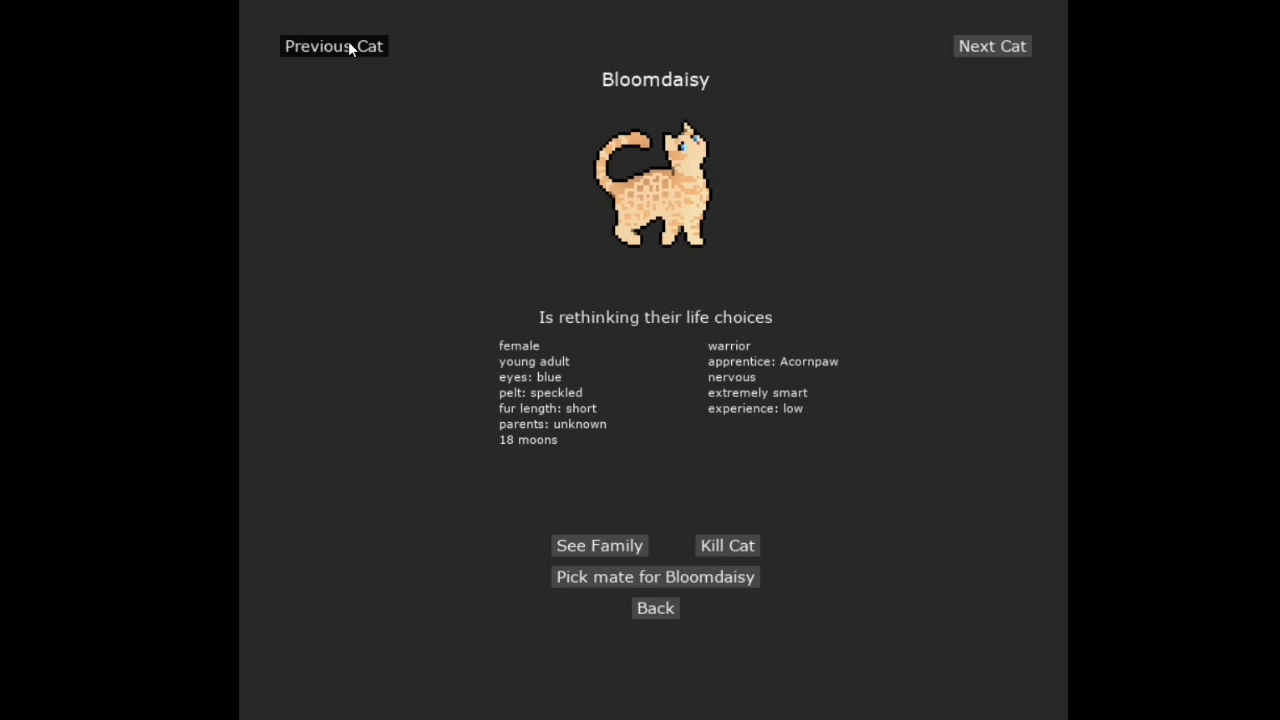 Previous Cat
Next Cat
Bloomdaisy
Is rethinking their life choices
female
young adult
eyes: blue
pelt: speckled
fur length: short
parents: unknown
18 moons
warrior
apprentice: Acornpaw
nervous
extremely smart
experience: low
See Family
Kill Cat
Pick mate for Bloomdaisy
Back